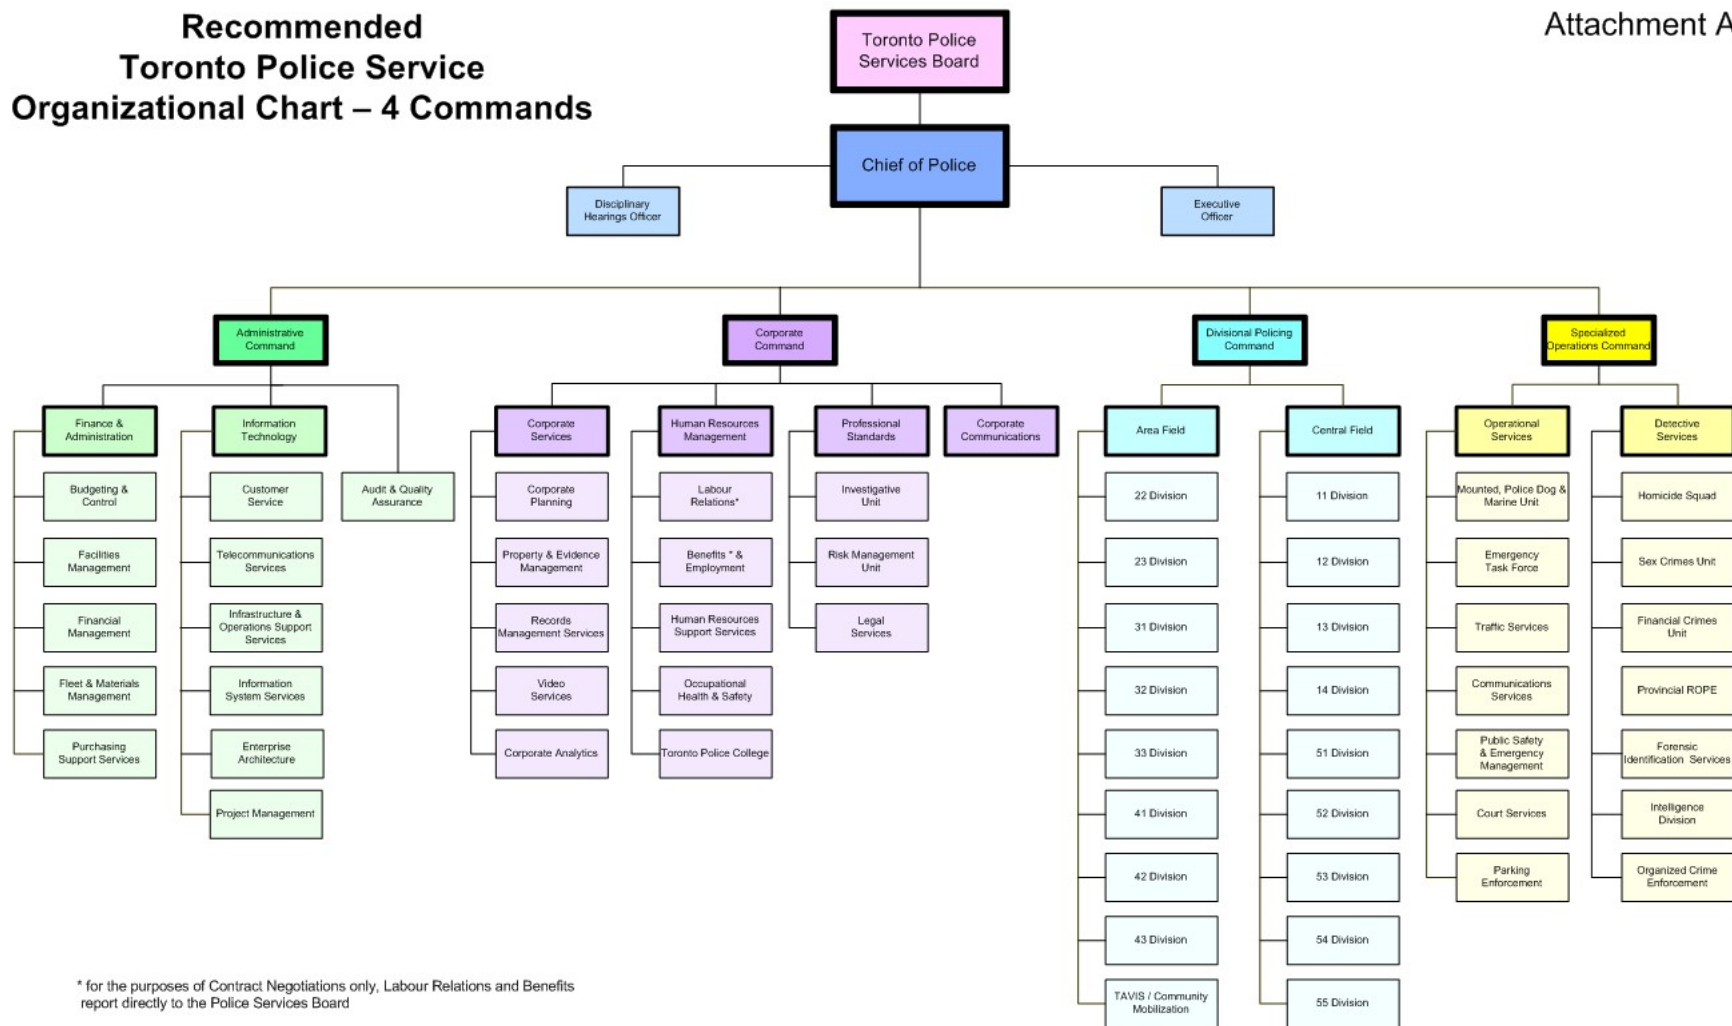 Recommended
Toronto Police Service
Organizational Chart – 4 Commands
Attachment A
Toronto Police
Services Board
Chief of Police
Disciplinary
Hearings Officer
Executive
Officer
Administrative
Command
Corporate
Command
Divisional Policing
Command
Specialized
Operations Command
Finance &
Administration
Information
Technology
Corporate
Services
Human Resources
Management
Professional
Standards
Corporate
Communications
Area Field
Central Field
Operational
Services
Detective
Services
Budgeting &
Control
Customer
Service
Audit & Quality
Assurance
Corporate
Planning
Labour
Relations*
Investigative
Unit
22 Division
11 Division
Mounted, Police Dog &
Marine Unit
Homicide Squad
Facilities
Management
Telecommunications
Services
Property & Evidence
Management
Benefits * &
Employment
Risk Management
Unit
23 Division
12 Division
Emergency
Task Force
Sex Crimes Unit
Financial
Management
Infrastructure &
Operations Support
Services
Records
Management Services
Human Resources
Support Services
Legal
Services
31 Division
13 Division
Traffic Services
Financial Crimes
Unit
Fleet & Materials
Management
Information
System Services
Video
Services
Occupational
Health & Safety
32 Division
14 Division
Communications
Services
Provincial ROPE
Purchasing
Support Services
Enterprise
Architecture
Corporate Analytics
Toronto Police College
33 Division
51 Division
Public Safety
& Emergency
Management
Forensic
Identification Services
Project Management
41 Division
52 Division
Court Services
Intelligence
Division
42 Division
53 Division
Parking
Enforcement
Organized Crime
Enforcement
43 Division
54 Division
TAVIS / Community
Mobilization
55 Division
* for the purposes of Contract Negotiations only, Labour Relations and Benefits
report directly to the Police Services Board